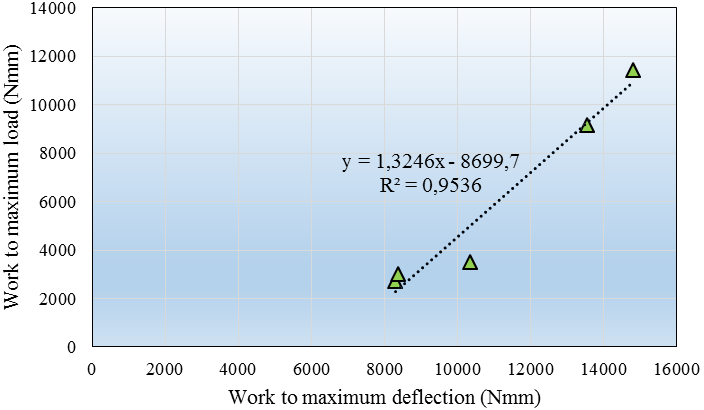 14000
12000
10000
8000
6000
4000
2000
0
Work to maximum load (Nmm)
y = 1,3246x - 8699,7
R² = 0,9536
0 2000 4000 6000 8000 10000 12000 14000 16000
Work to maximum deflection (Nmm)